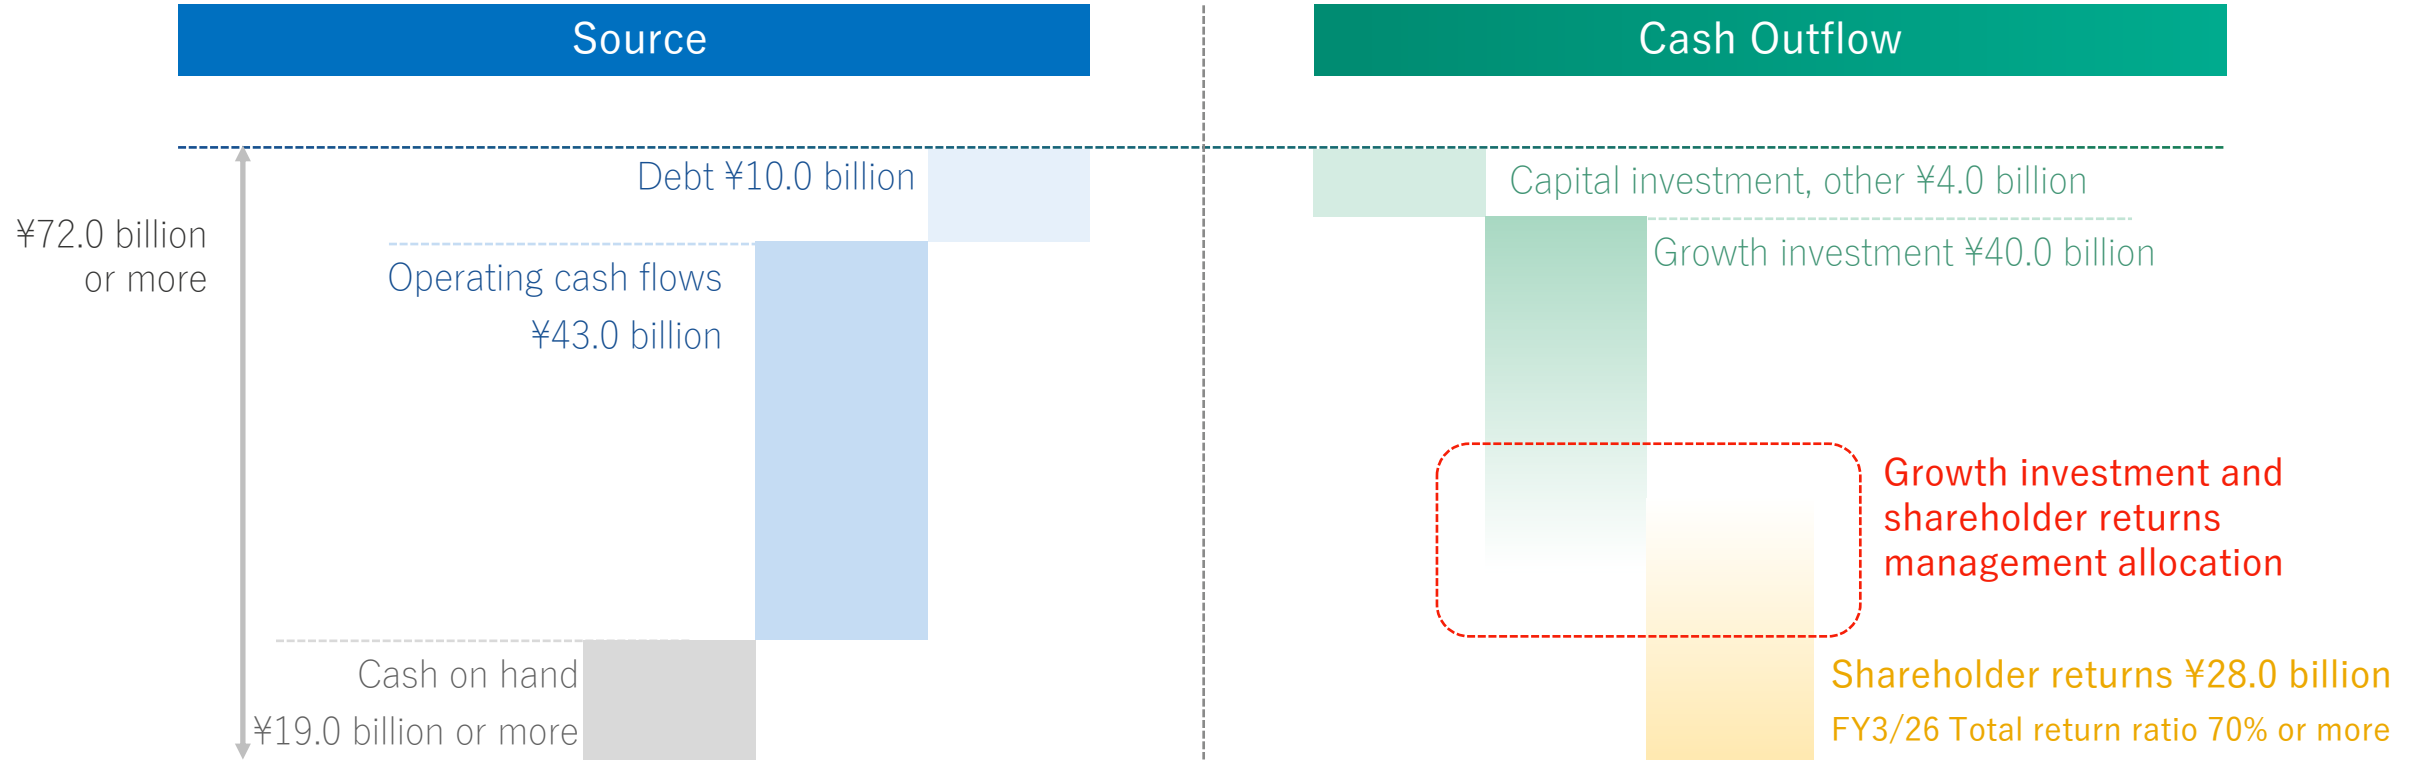 Source
Cash Outflow
¥72.0 billion
or more
Debt ¥10.0 billion
Operating cash flows
¥43.0 billion
Cash on hand
¥19.0 billion or more
Capital investment, other ¥4.0 billion
Growth investment ¥40.0 billion
Growth investment and
shareholder returns
management allocation
Shareholder returns ¥28.0 billion
FY3/26 Total return ratio 70% or more